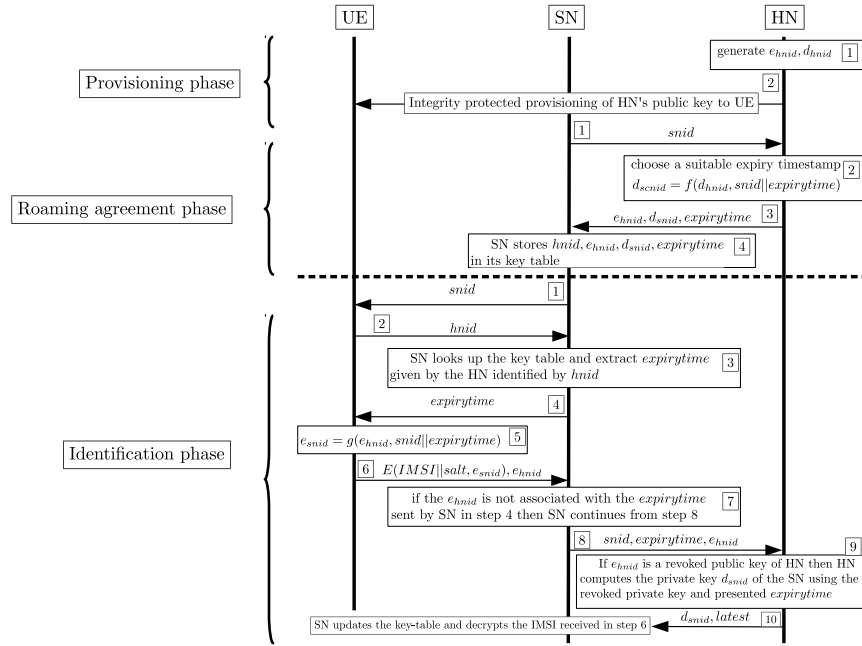 UE SN HN
generate e_hnid, d_hnid 1
Provisioning phase
2
Integrity protected provisioning of HN's public key to UE
1 snid
choose a suitable expiry timestamp 2
d_scnid = f(d_hnid, snid||expirytime)
Roaming agreement phase
e_hnid, d_snid, expirytime 3
SN stores hnid, e_hnid, d_snid, expirytime 4
in its key table
snid 1
2 hnid
SN looks up the key table and extract expirytime 3
given by the HN identified by hnid
expirytime 4
e_snid = g(e_hnid, snid||expirytime) 5
Identification phase
6 E(IMSI||salt, e_snid), e_hnid
if the e_hnid is not associated with the expirytime 7
sent by SN in step 4 then SN continues from step 8
8 snid, expirytime, e_hnid
9
If e_hnid is a revoked public key of HN then HN
computes the private key d_snid of the SN using the
revoked private key and presented expirytime
d_snid, latest 10
SN updates the key-table and decrypts the IMSI received in step 6